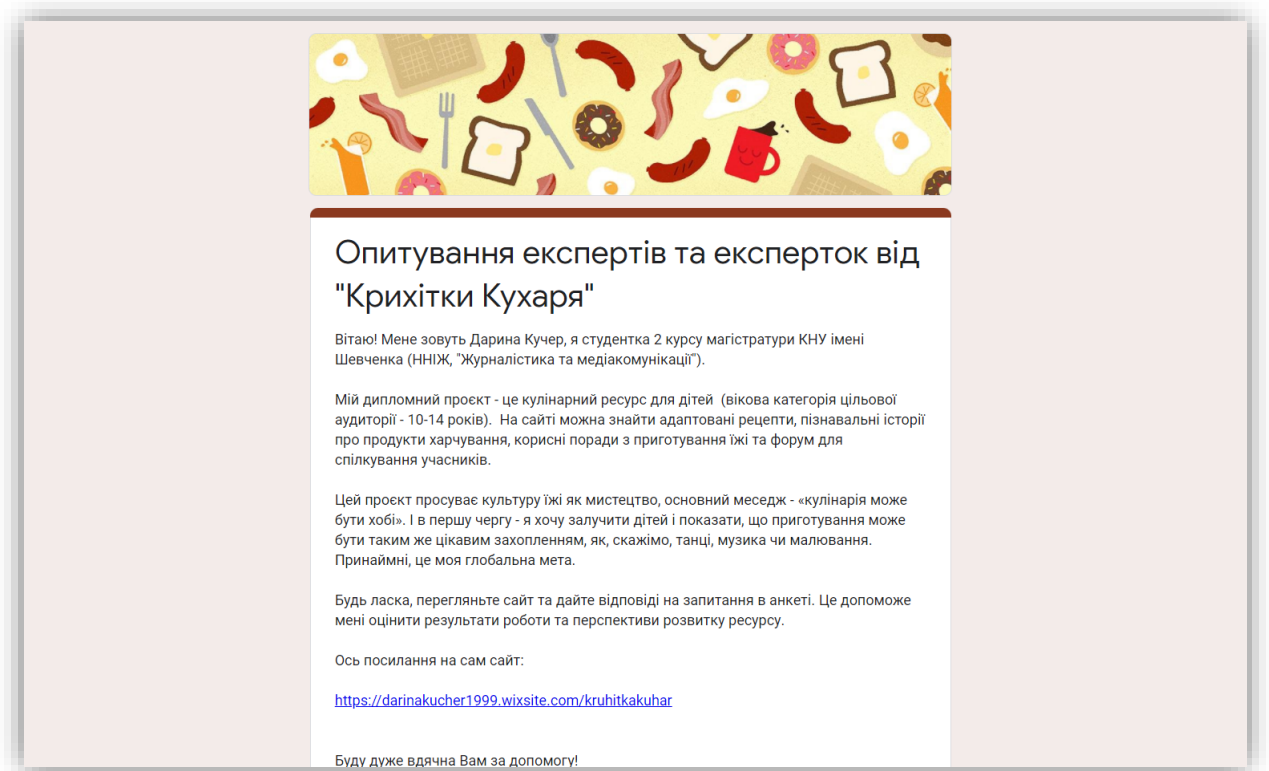 Опитування експертів та експерток від
"Крихітки Кухаря"
Вітаю! Мене зовуть Дарина Кучер, я студентка 2 курсу магістратури КНУ імені
Шевченка (ННІЖ, "Журналістика та медіакомунікації").
Мій дипломний проєкт - це кулінарний ресурс для дітей (вікова категорія цільової
аудиторії - 10-14 років). На сайті можна знайти адаптовані рецепти, пізнавальні історії
про продукти харчування, корисні поради з приготування їжі та форум для
спілкування учасників.
Цей проєкт просуває культуру їжі як мистецтво, основний меседж - «кулінарія може
бути хобі». І в першу чергу - я хочу залучити дітей і показати, що приготування може
бути таким же цікавим захопленням, як, скажімо, танці, музика чи малювання.
Принаймні, це моя глобальна мета.
Будь ласка, перегляньте сайт та дайте відповіді на запитання в анкеті. Це допоможе
мені оцінити результати роботи та перспективи розвитку ресурсу.
Ось посилання на сам сайт:
https://darinakucher1999.wixsite.com/kruhitkakuhar
Буду дуже вдячна Вам за допомогу!